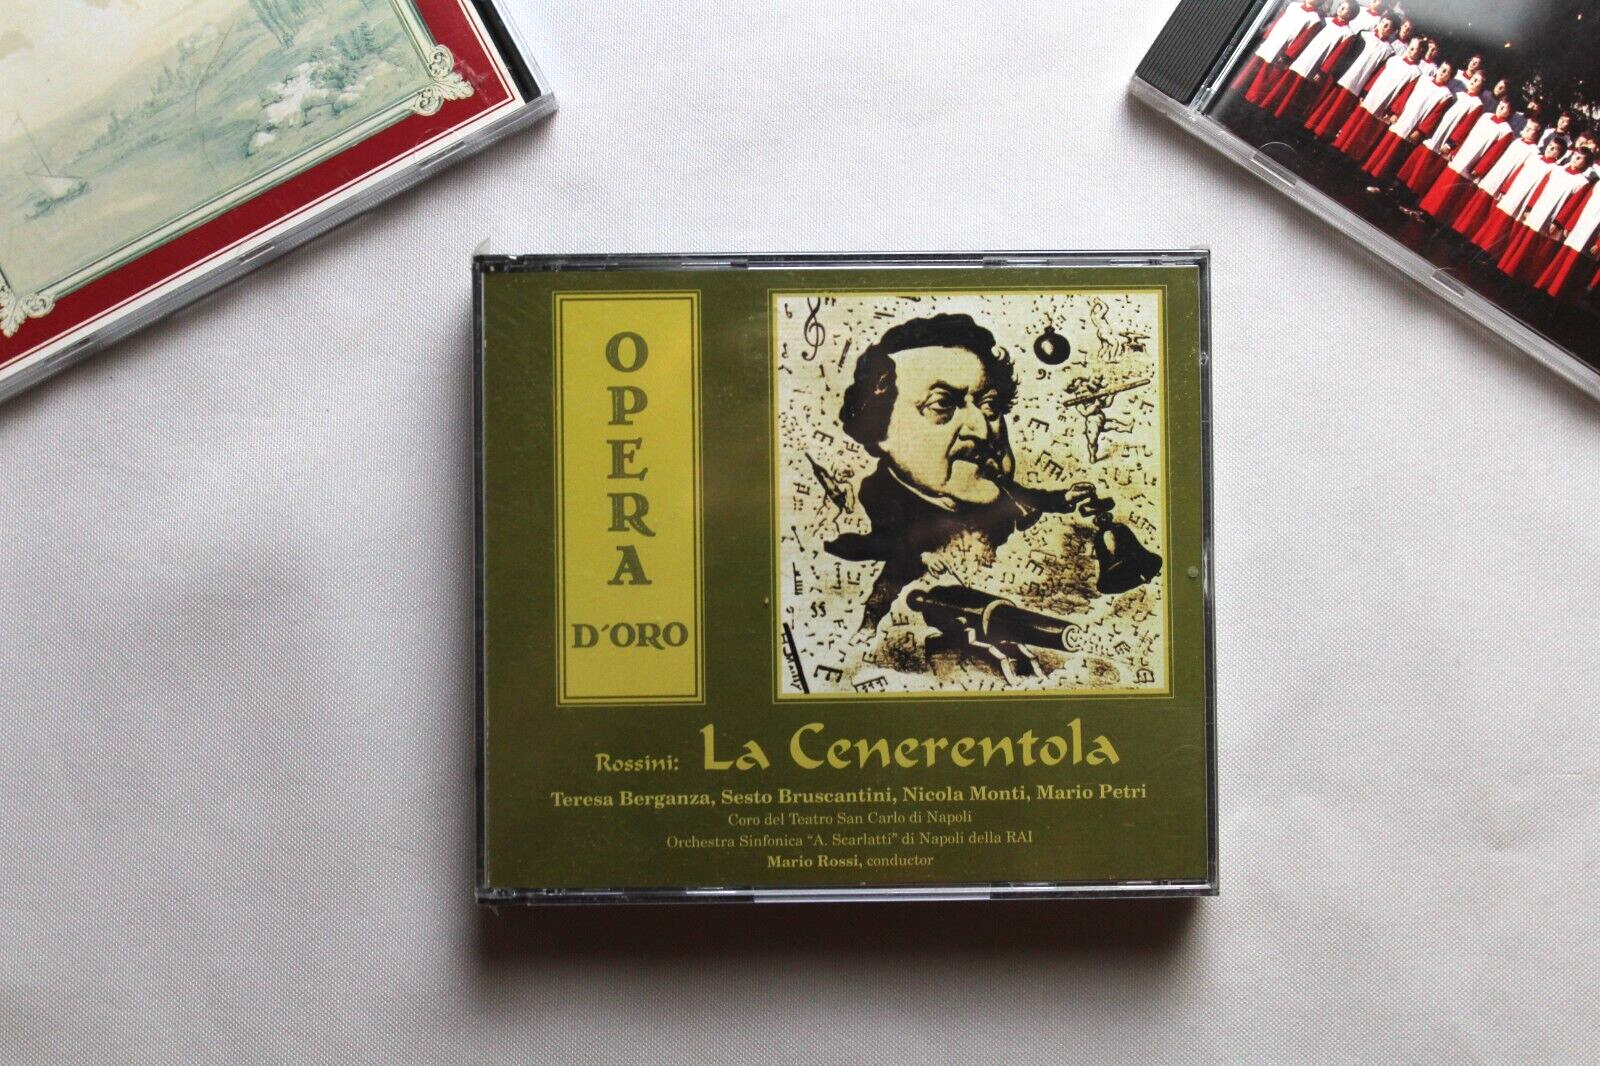 OPERA
D'ORO
Rossini: La Cenerentola
Teresa Berganza, Sesto Bruscantini, Nicola Monti, Mario Petri
Coro del Teatro San Carlo di Napoli
Orchestra Sinfonica "A. Scarlatti" di Napoli della RAI
Mario Rossi, conductor